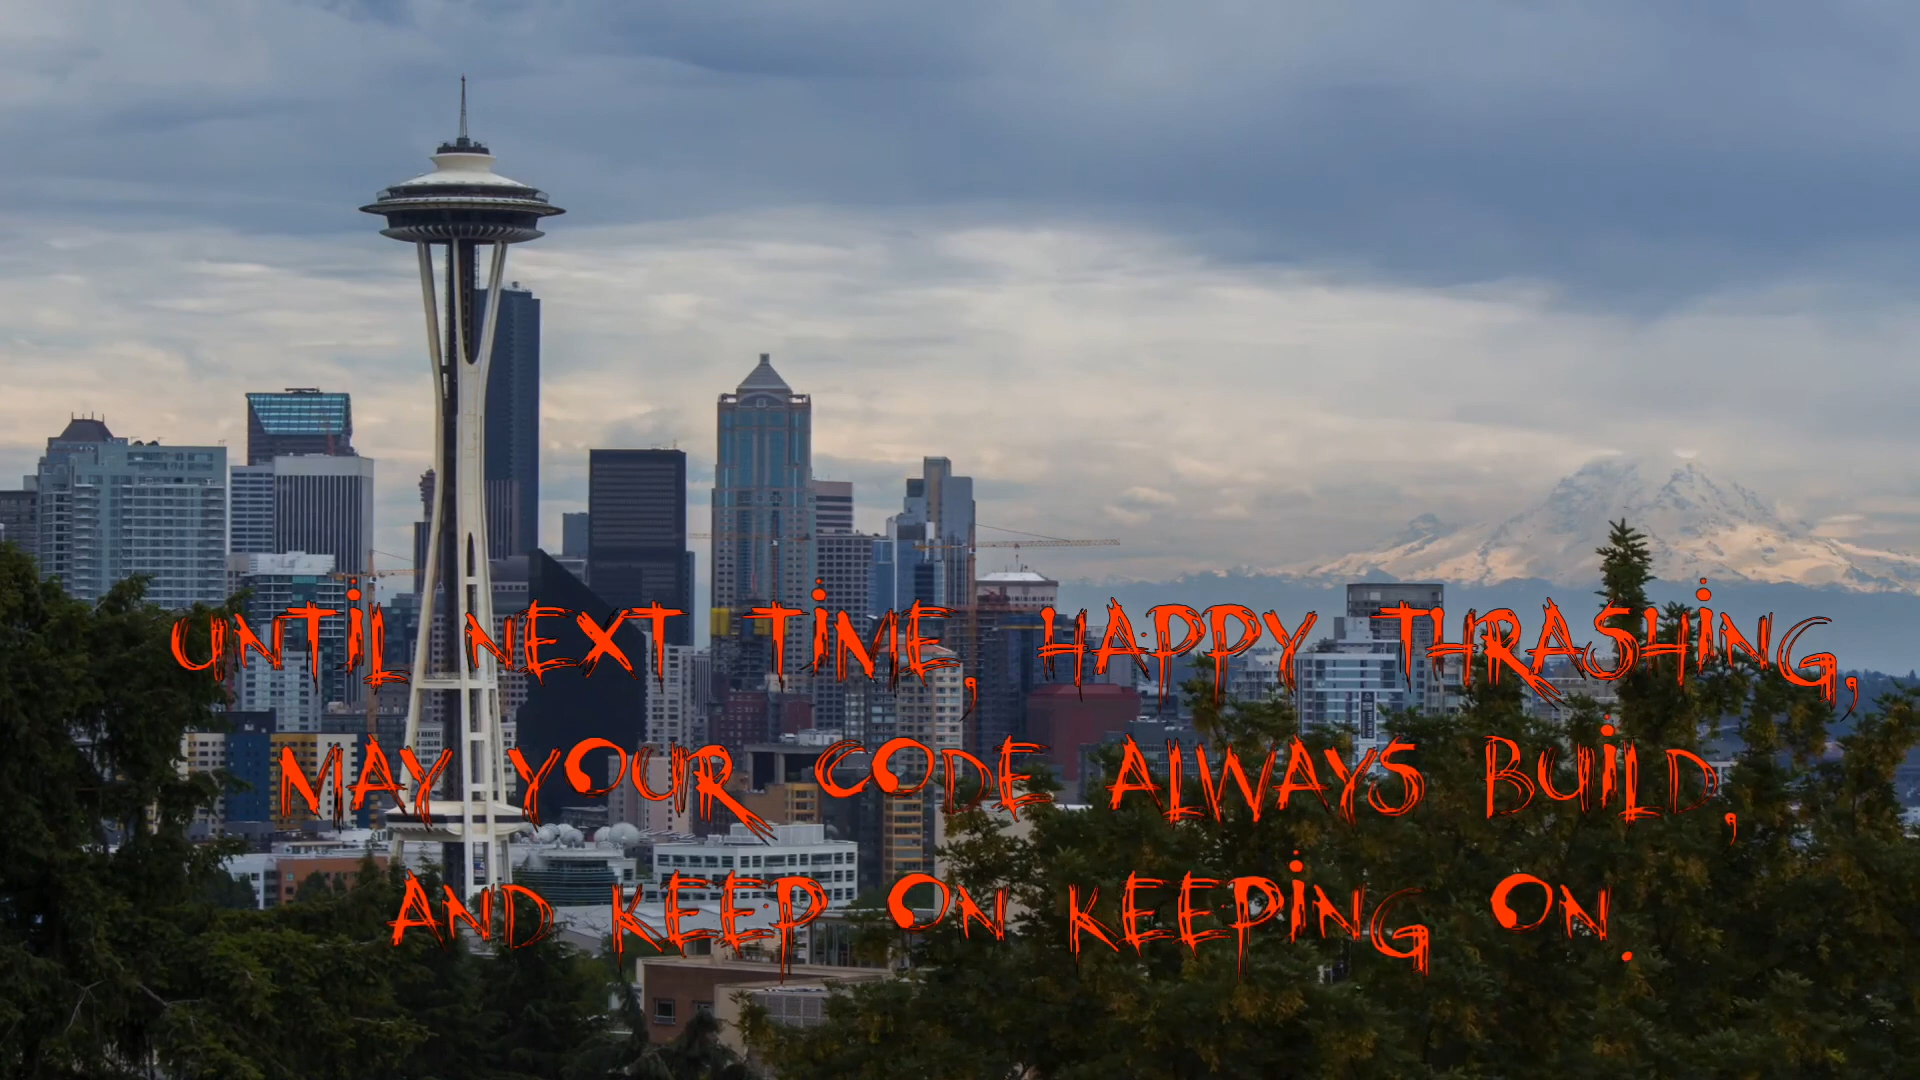 UNTIL NEXT TIME, HAPPY THRASHING,
MAY YOUR CODE ALWAYS BUILD,
AND KEEP ON KEEPING ON.